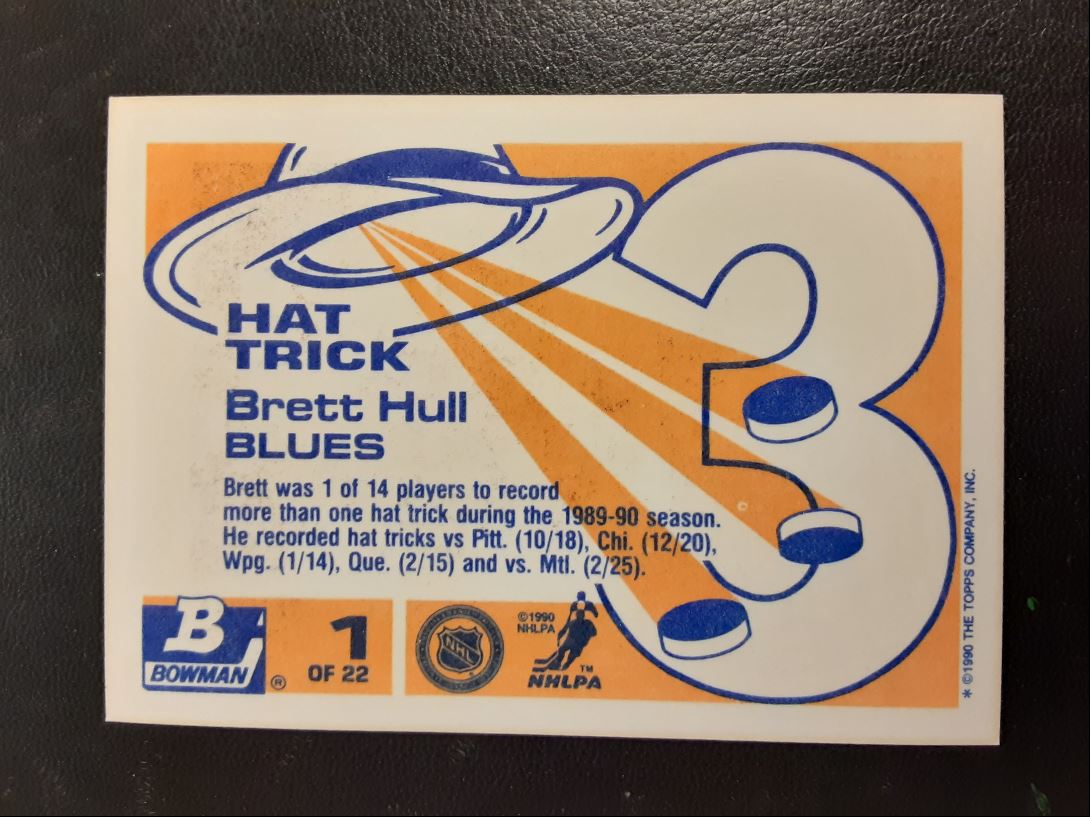 HAT
TRICK
Brett Hull
BLUES
Brett was 1 of 14 players to record
more than one hat trick during the 1989-90 season.
He recorded hat tricks vs Pitt. (10/18), Chi. (12/20),
Wpg. (1/14), Que. (2/15) and vs. Mtl. (2/25).
3
B
BOWMAN
®
1
OF 22
NHL
©1990
NHLPA
TM
NHLPA
* ©1990 THE TOPPS COMPANY, INC.